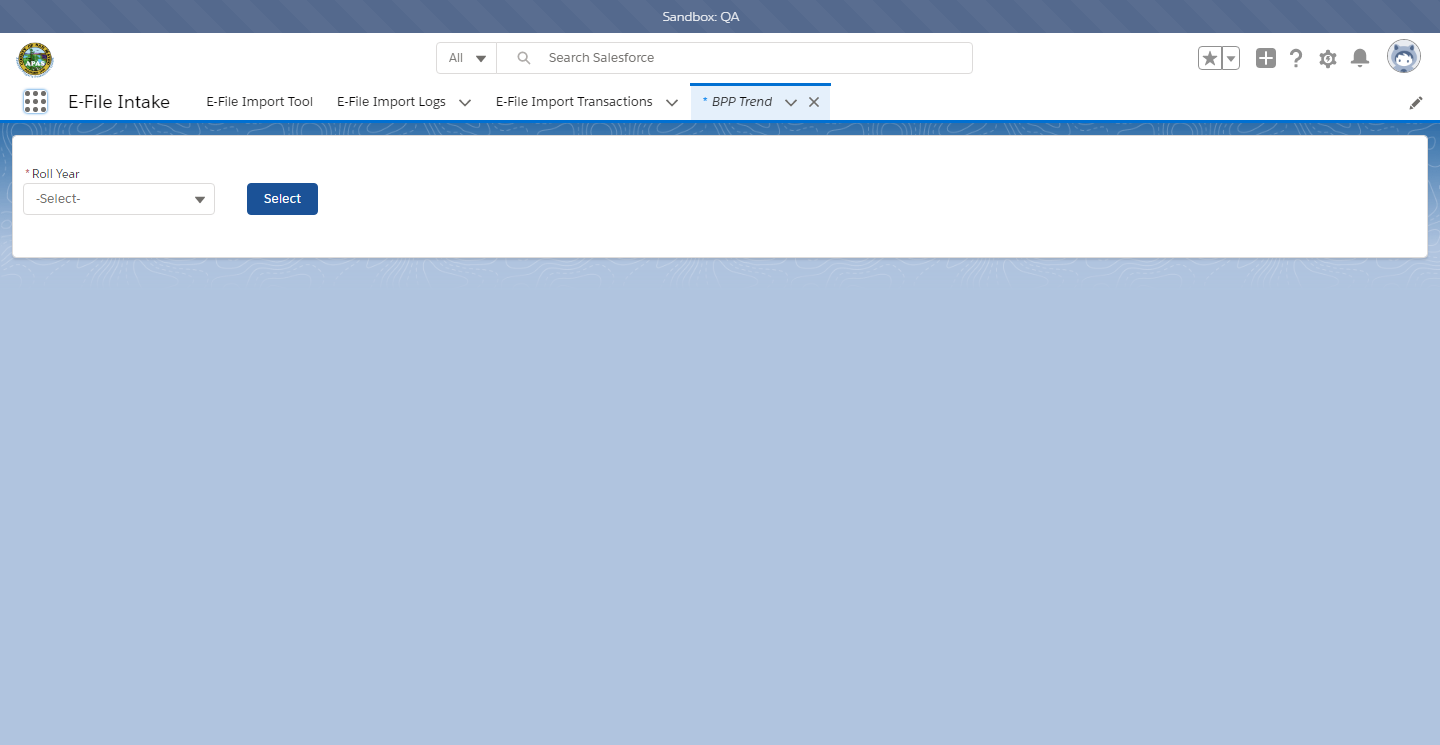 Sandbox: QA
APAS
All Search Salesforce
E-File Intake E-File Import Tool E-File Import Logs E-File Import Transactions * BPP Trend
*Roll Year
-Select- Select